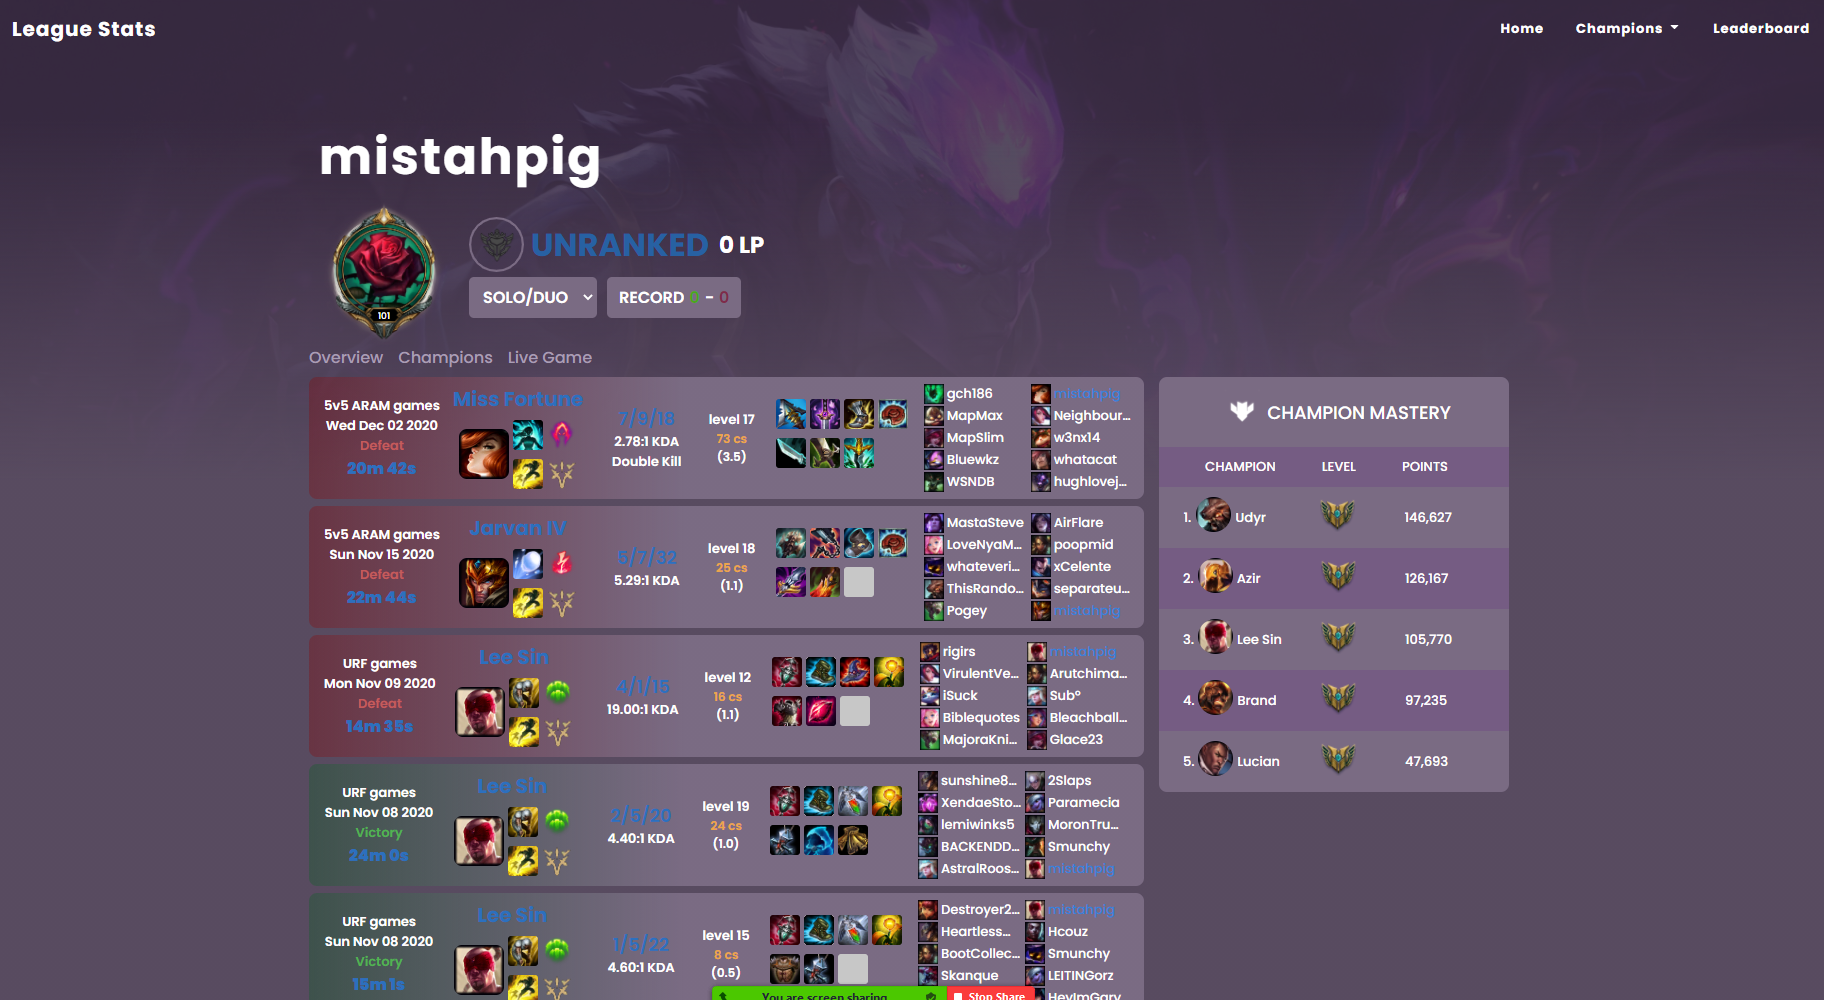 League Stats
Home
Champions
Leaderboard
mistahpig
101
UNRANKED 0 LP
SOLO/DUO
RECORD 0 - 0
Overview Champions Live Game
5v5 ARAM games
Wed Dec 02 2020
Defeat
20m 42s
Miss Fortune
7/9/18
2.78:1 KDA
Double Kill
level 17
73 cs
(3.5)
gch186
MapMax
MapSlim
Bluewkz
WSNDB
mistahpig
Neighbour...
w3nx14
whatacat
hughlovej...
5v5 ARAM games
Sun Nov 15 2020
Defeat
22m 44s
Jarvan IV
5/7/32
5.29:1 KDA
level 18
25 cs
(1.1)
MastaSteve
LoveNyaM...
whateveri...
ThisRando...
Pogey
AirFlare
poopmid
xCelente
separateu...
mistahpig
URF games
Mon Nov 09 2020
Defeat
14m 35s
Lee Sin
4/1/15
19.00:1 KDA
level 12
16 cs
(1.1)
rigirs
VirulentVe...
iSuck
Biblequotes
MajoraKni...
mistahpig
Arutchima...
Subº
Bleachball...
Glace23
URF games
Sun Nov 08 2020
Victory
24m 0s
Lee Sin
2/5/20
4.40:1 KDA
level 19
24 cs
(1.0)
sunshine8...
XendaeSto...
lemiwinks5
BACKENDD...
AstralRoos...
2Slaps
Paramecia
MoronTru...
Smunchy
mistahpig
URF games
Sun Nov 08 2020
Victory
15m 1s
Lee Sin
1/5/22
4.60:1 KDA
level 15
8 cs
(0.5)
Destroyer2...
Heartless...
BootCollec...
Skanque
mistahpig
Hcouz
Smunchy
LEITINGorz
HeyImGary
CHAMPION MASTERY
CHAMPION LEVEL POINTS
1. Udyr 146,627
2. Azir 126,167
3. Lee Sin 105,770
4. Brand 97,235
5. Lucian 47,693
You are screen sharing
Stop Share